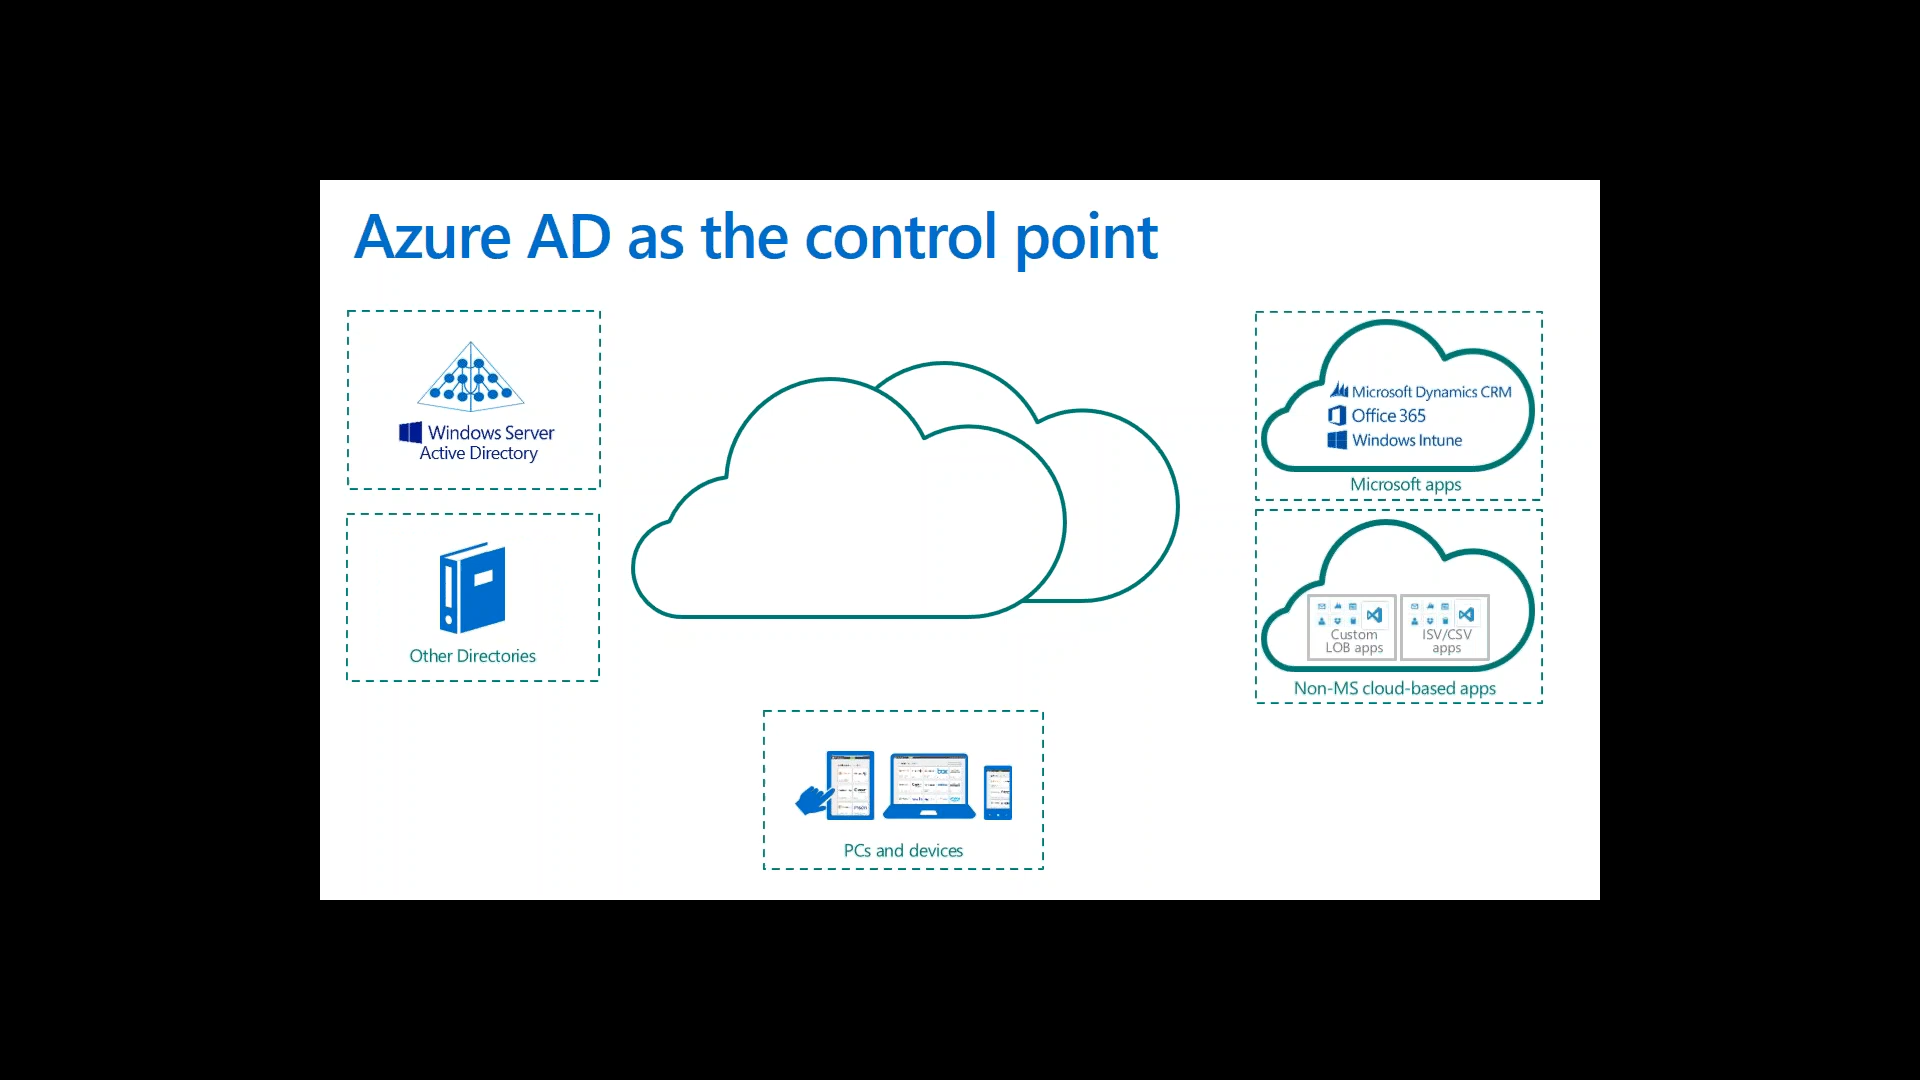 Azure AD as the control point
Windows Server
Active Directory
Other Directories
PCs and devices
Microsoft Dynamics CRM
Office 365
Windows Intune
Microsoft apps
Custom
LOB apps
ISV/CSV
apps
Non-MS cloud-based apps